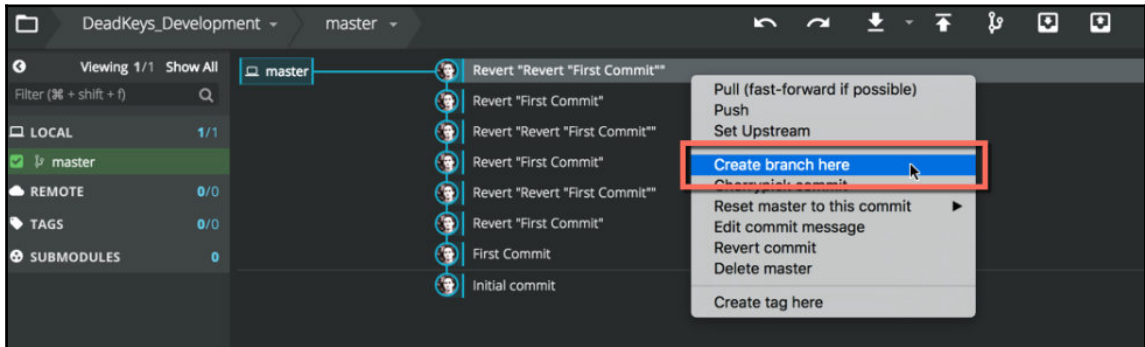 DeadKeys_Development master
Viewing 1/1 Show All
Filter (⌘ + shift + f)
LOCAL 1/1
master
REMOTE 0/0
TAGS 0/0
SUBMODULES 0
master
Revert "Revert "First Commit""
Revert "First Commit"
Revert "Revert "First Commit""
Revert "First Commit"
Revert "Revert "First Commit""
Revert "First Commit"
First Commit
Initial commit
Pull (fast-forward if possible)
Push
Set Upstream
Create branch here
Cherrypick commit
Reset master to this commit
Edit commit message
Revert commit
Delete master
Create tag here